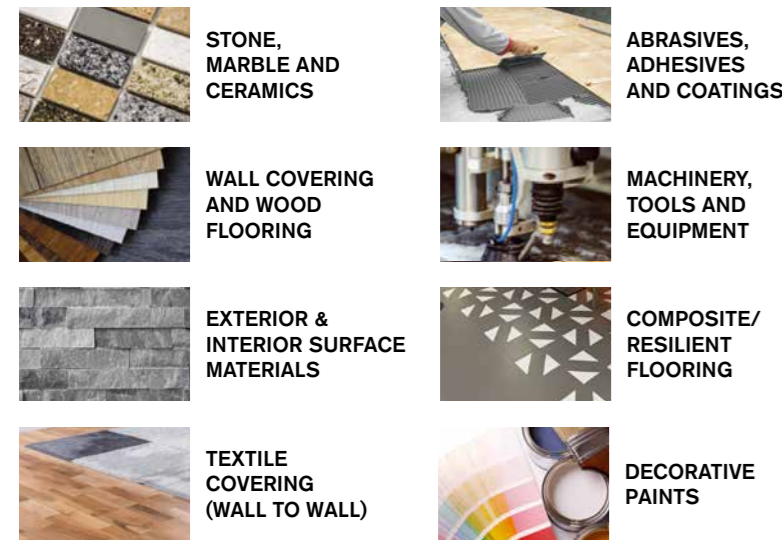 STONE,
MARBLE AND
CERAMICS
ABRASIVES,
ADHESIVES
AND COATINGS
WALL COVERING
AND WOOD
FLOORING
MACHINERY,
TOOLS AND
EQUIPMENT
EXTERIOR &
INTERIOR SURFACE
MATERIALS
COMPOSITE/
RESILIENT
FLOORING
TEXTILE
COVERING
(WALL TO WALL)
DECORATIVE
PAINTS